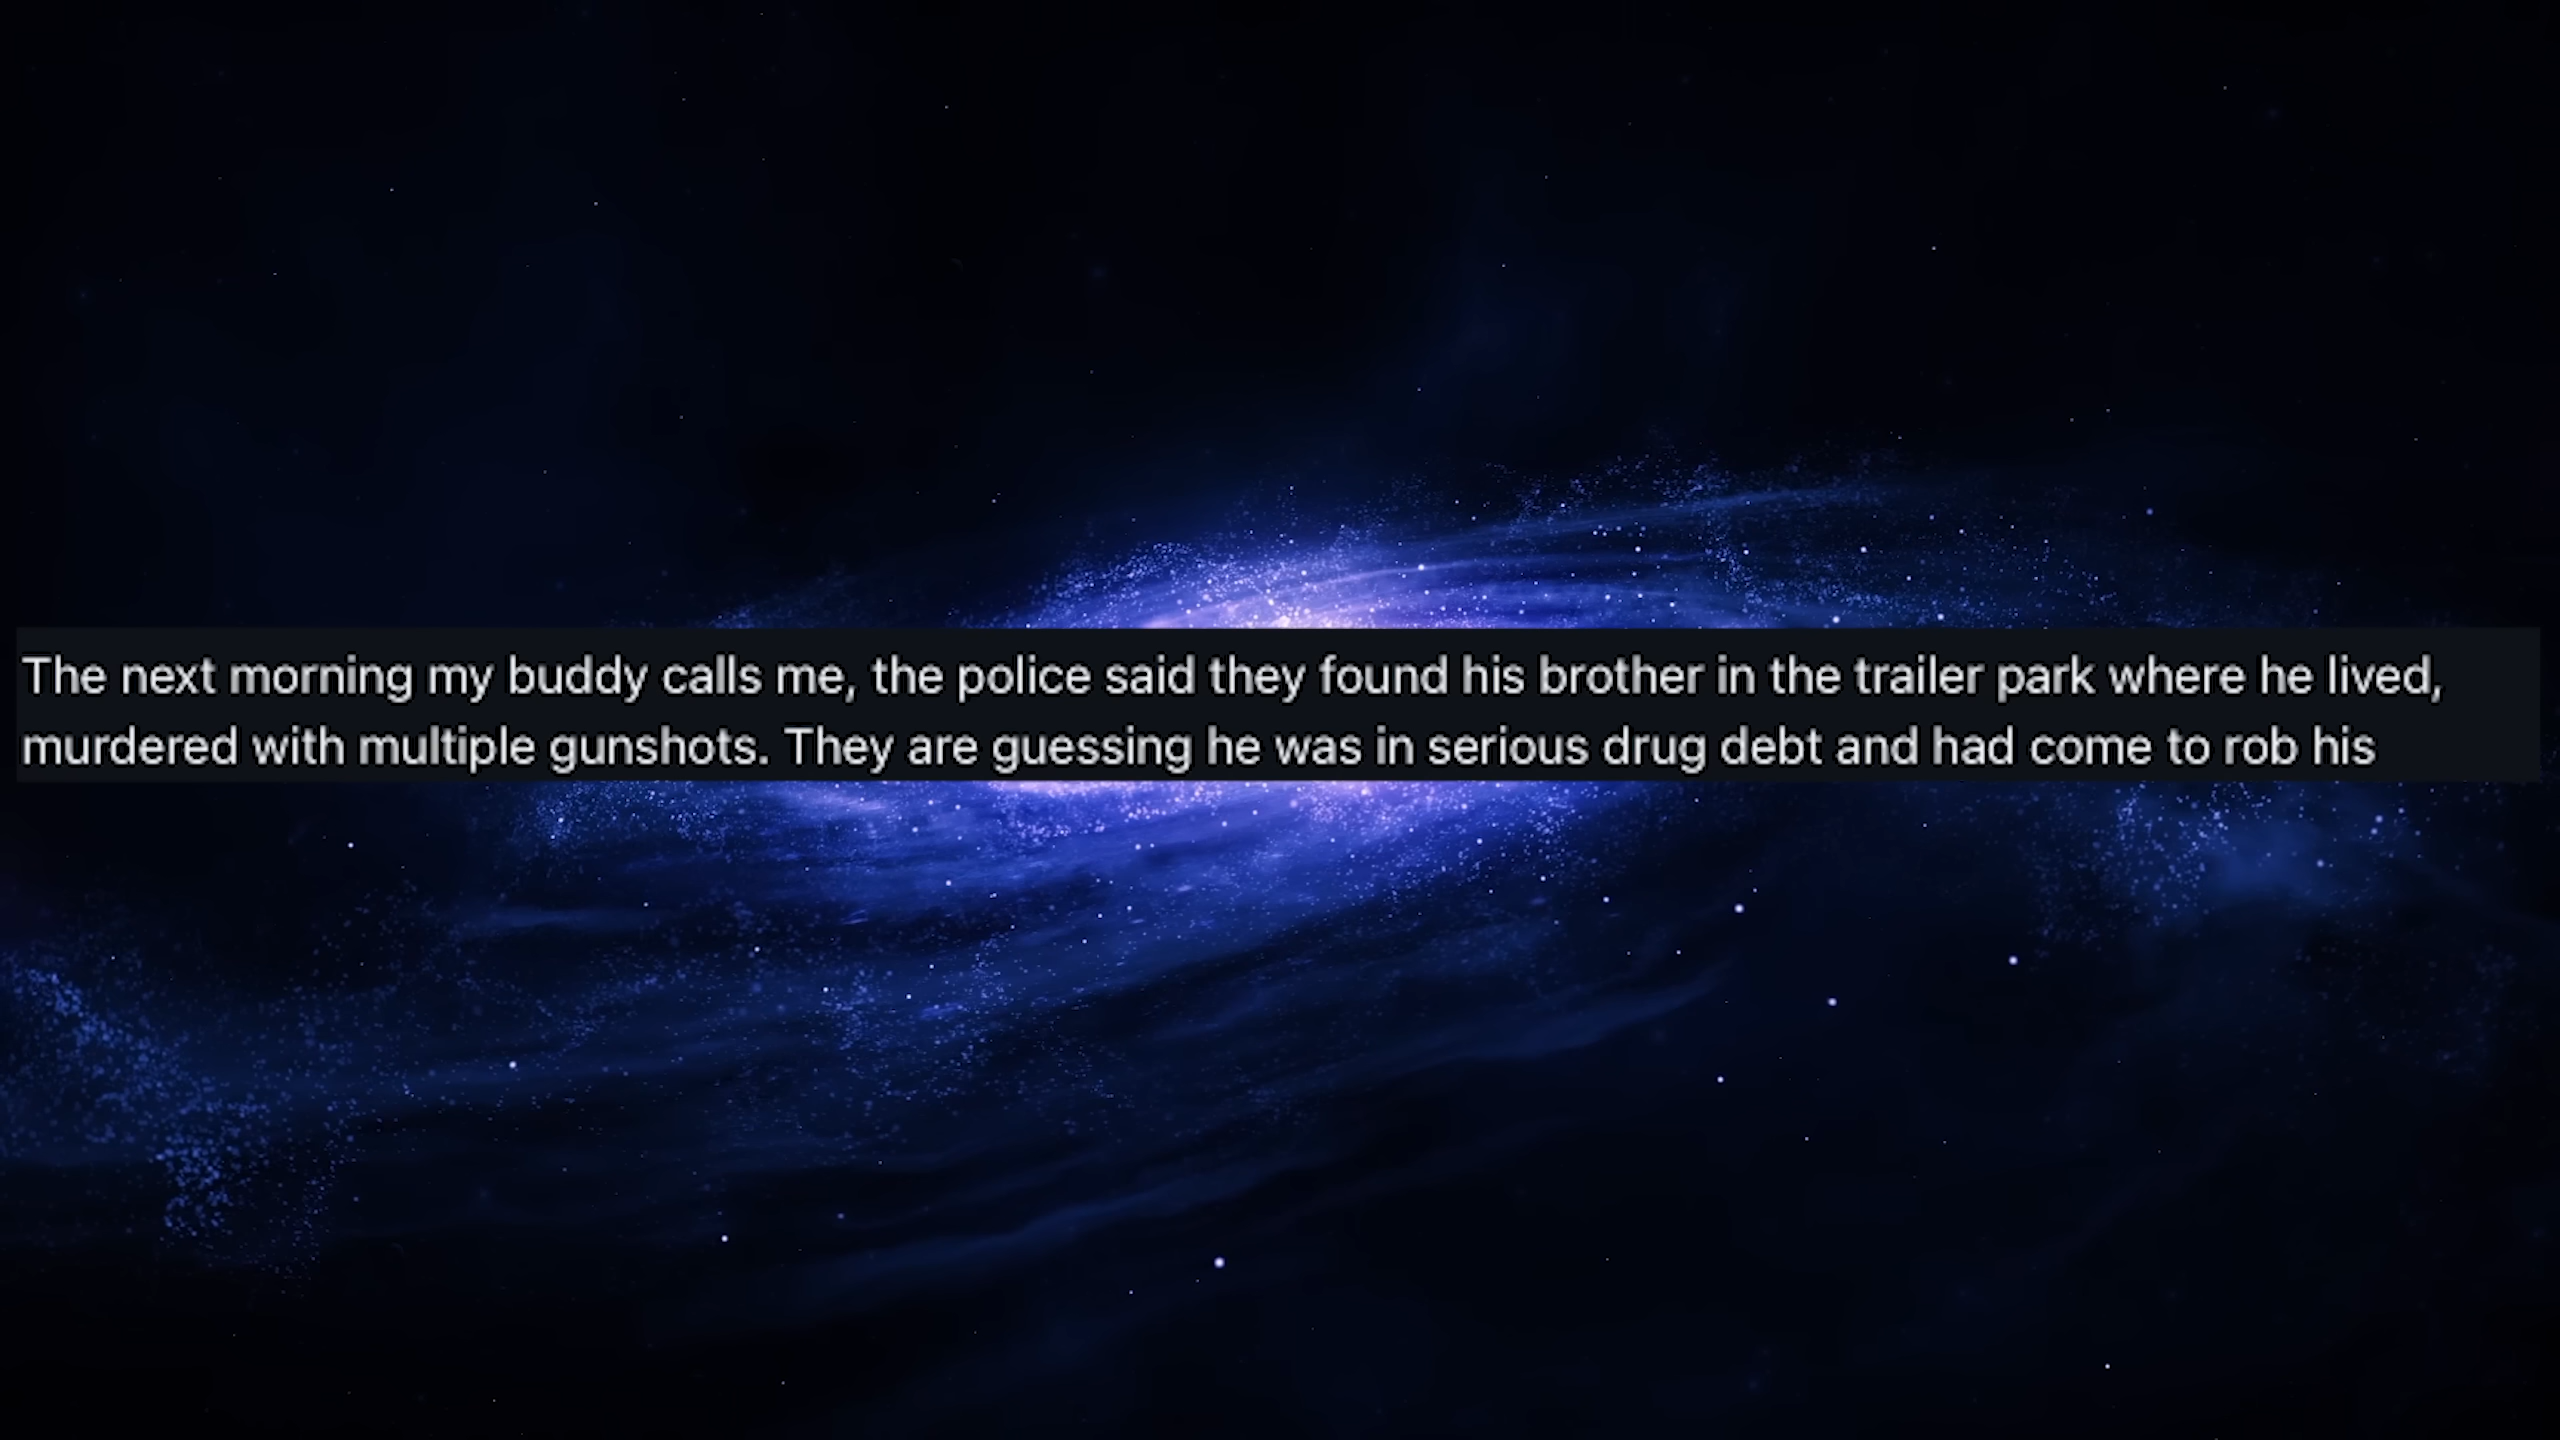 The next morning my buddy calls me, the police said they found his brother in the trailer park where he lived,
murdered with multiple gunshots. They are guessing he was in serious drug debt and had come to rob his